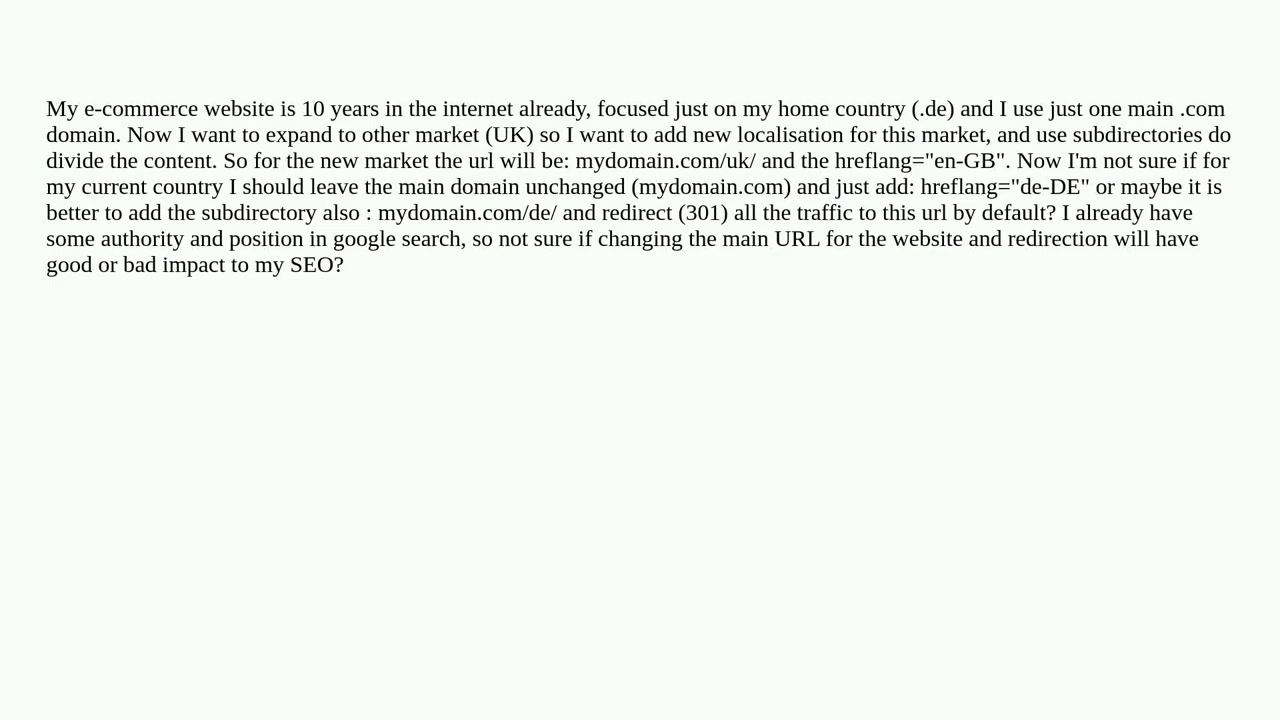 My e-commerce website is 10 years in the internet already, focused just on my home country (.de) and I use just one main .com
domain. Now I want to expand to other market (UK) so I want to add new localisation for this market, and use subdirectories do
divide the content. So for the new market the url will be: mydomain.com/uk/ and the hreflang="en-GB". Now I'm not sure if for
my current country I should leave the main domain unchanged (mydomain.com) and just add: hreflang="de-DE" or maybe it is
better to add the subdirectory also : mydomain.com/de/ and redirect (301) all the traffic to this url by default? I already have
some authority and position in google search, so not sure if changing the main URL for the website and redirection will have
good or bad impact to my SEO?